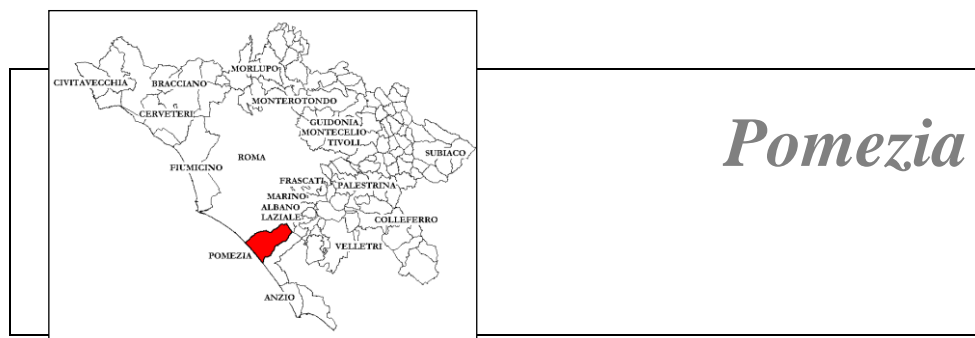 MORLUPO
CIVITAVECCHIA
BRACCIANO
MONTEROTONDO
CERVETERI
GUIDONIA
MONTECELIO
TIVOLI
Pomezia
SUBIACO
ROMA
FIUMICINO
FRASCATI
PALESTRINA
MARINO
ALBANO
LAZIALE
COLLEFERRO
VELLETRI
POMEZIA
ANZIO